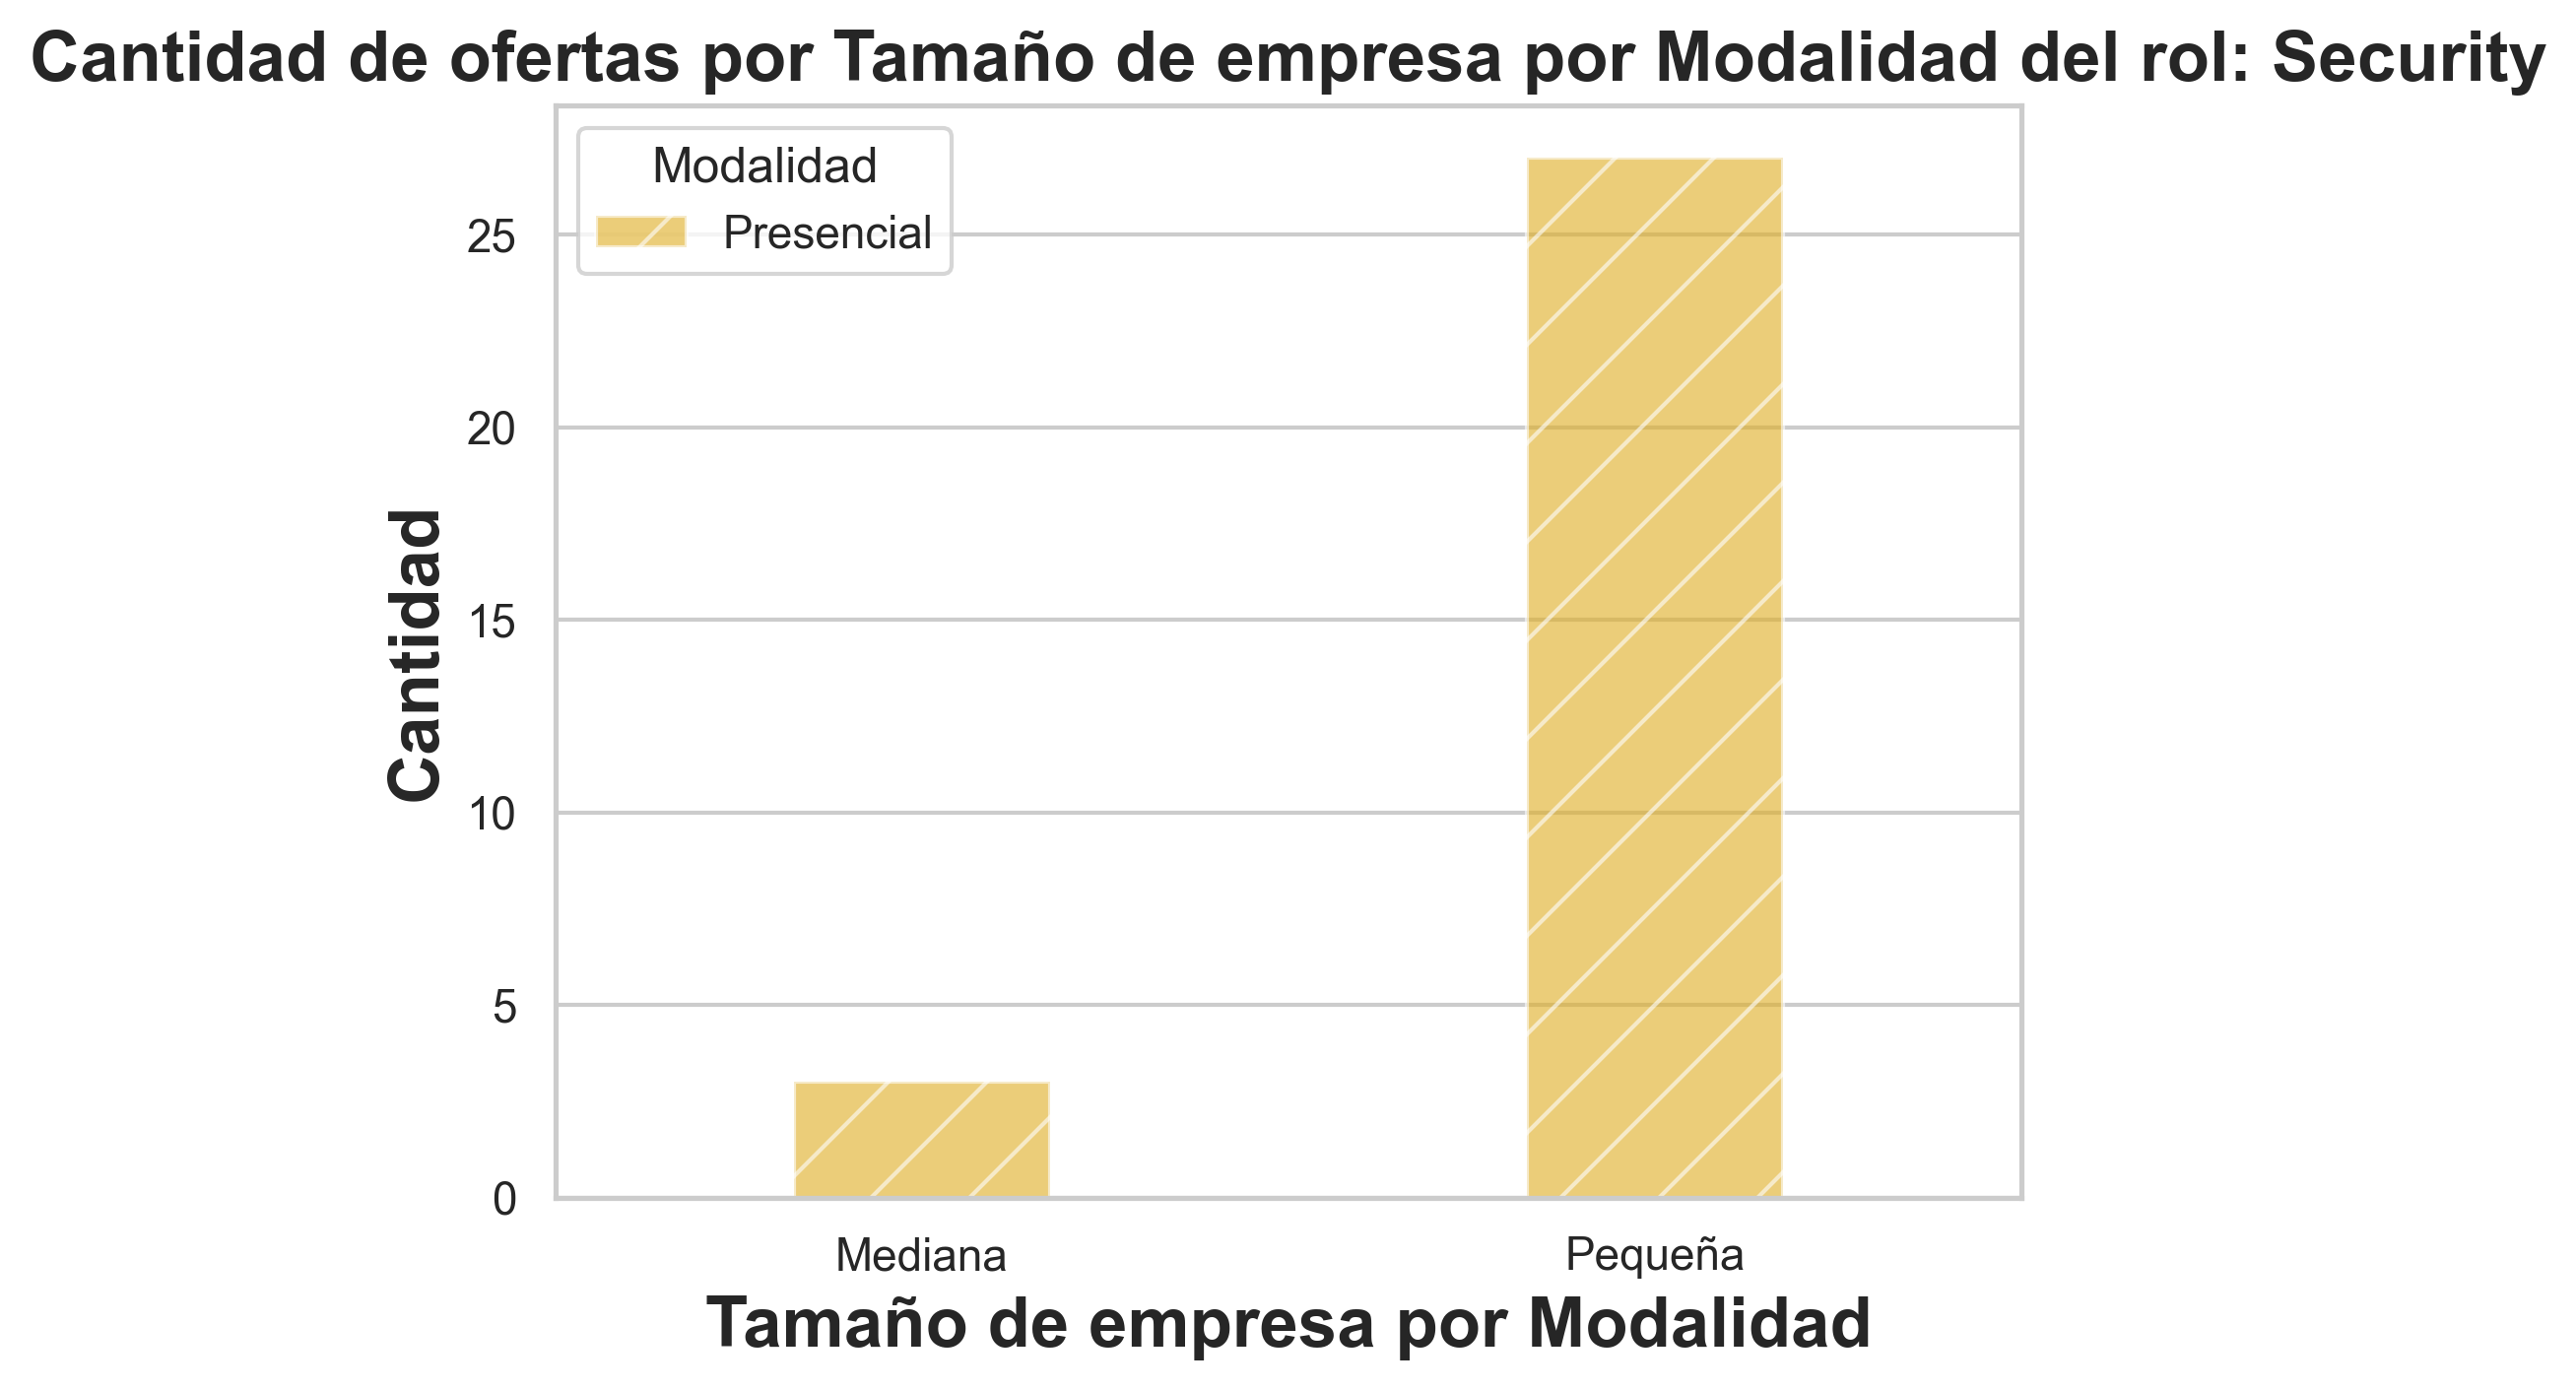 Cantidad de ofertas por Tamaño de empresa por Modalidad del rol: Security
Modalidad
Presencial
25
20
15
10
5
0
Cantidad
Mediana
Pequeña
Tamaño de empresa por Modalidad